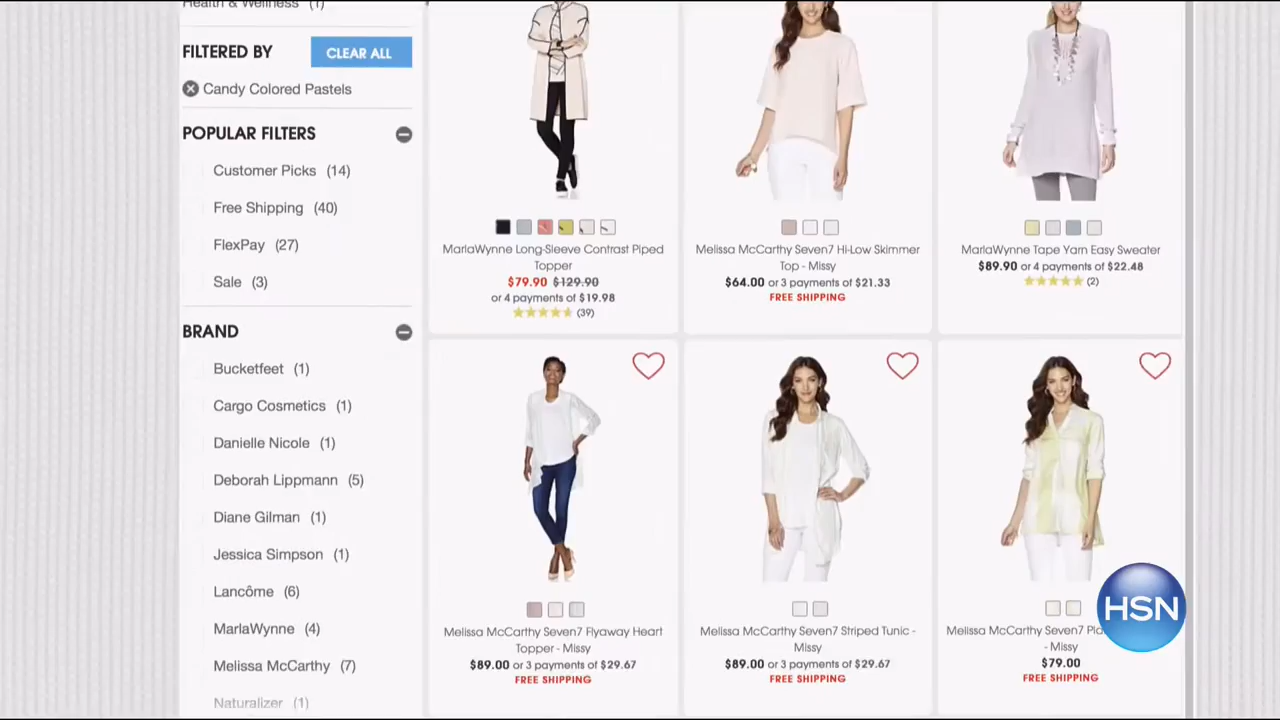 Health & Wellness (1)
FILTERED BY
CLEAR ALL
Candy Colored Pastels
POPULAR FILTERS
Customer Picks (14)
Free Shipping (40)
FlexPay (27)
Sale (3)
BRAND
Bucketfeet (1)
Cargo Cosmetics (1)
Danielle Nicole (1)
Deborah Lippmann (5)
Diane Gilman (1)
Jessica Simpson (1)
Lancôme (6)
MarlaWynne (4)
Melissa McCarthy (7)
Naturalizer (1)
MarlaWynne Long-Sleeve Contrast Piped
Topper
$79.90 $129.90
or 4 payments of $19.98
(39)
Melissa McCarthy Seven7 Hi-Low Skimmer
Top - Missy
$64.00 or 3 payments of $21.33
FREE SHIPPING
MarlaWynne Tape Yarn Easy Sweater
$89.90 or 4 payments of $22.48
(2)
Melissa McCarthy Seven7 Flyaway Heart
Topper - Missy
$89.00 or 3 payments of $29.67
FREE SHIPPING
Melissa McCarthy Seven7 Striped Tunic -
Missy
$89.00 or 3 payments of $29.67
FREE SHIPPING
Melissa McCarthy Seven7
- Missy
$79.00
FREE SHIPPING
HSN